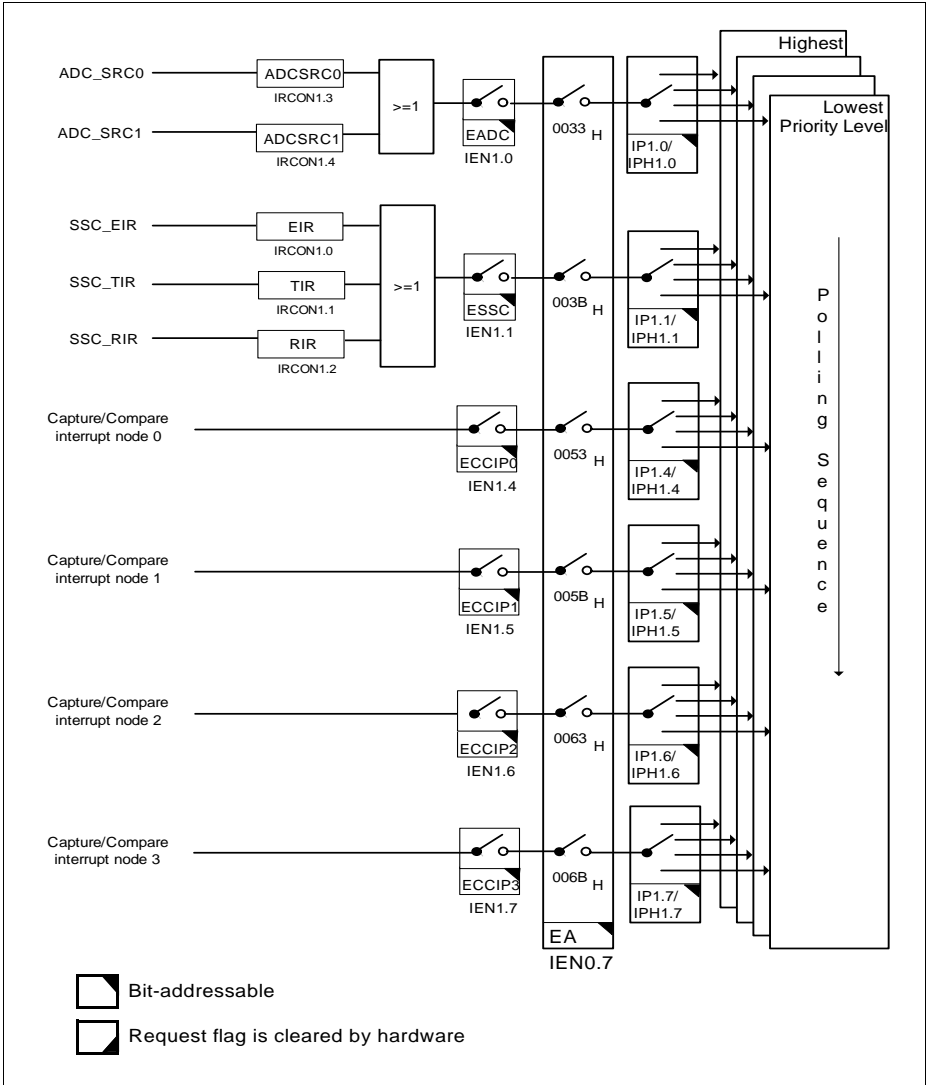 Highest
Lowest
Priority Level
ADC_SRC0
ADCSRC0
IRCON1.3
ADC_SRC1
ADCSRC1
IRCON1.4
>=1
EADC
IEN1.0
0033 H
IP1.0/
IPH1.0
SSC_EIR
EIR
IRCON1.0
SSC_TIR
TIR
IRCON1.1
SSC_RIR
RIR
IRCON1.2
>=1
ESSC
IEN1.1
003B H
IP1.1/
IPH1.1
Capture/Compare
interrupt node 0
ECCIP0
IEN1.4
0053 H
IP1.4/
IPH1.4
Capture/Compare
interrupt node 1
ECCIP1
IEN1.5
005B H
IP1.5/
IPH1.5
Capture/Compare
interrupt node 2
ECCIP2
IEN1.6
0063 H
IP1.6/
IPH1.6
Capture/Compare
interrupt node 3
ECCIP3
IEN1.7
006B H
IP1.7/
IPH1.7
EA
IEN0.7
Polling Sequence
Bit-addressable
Request flag is cleared by hardware